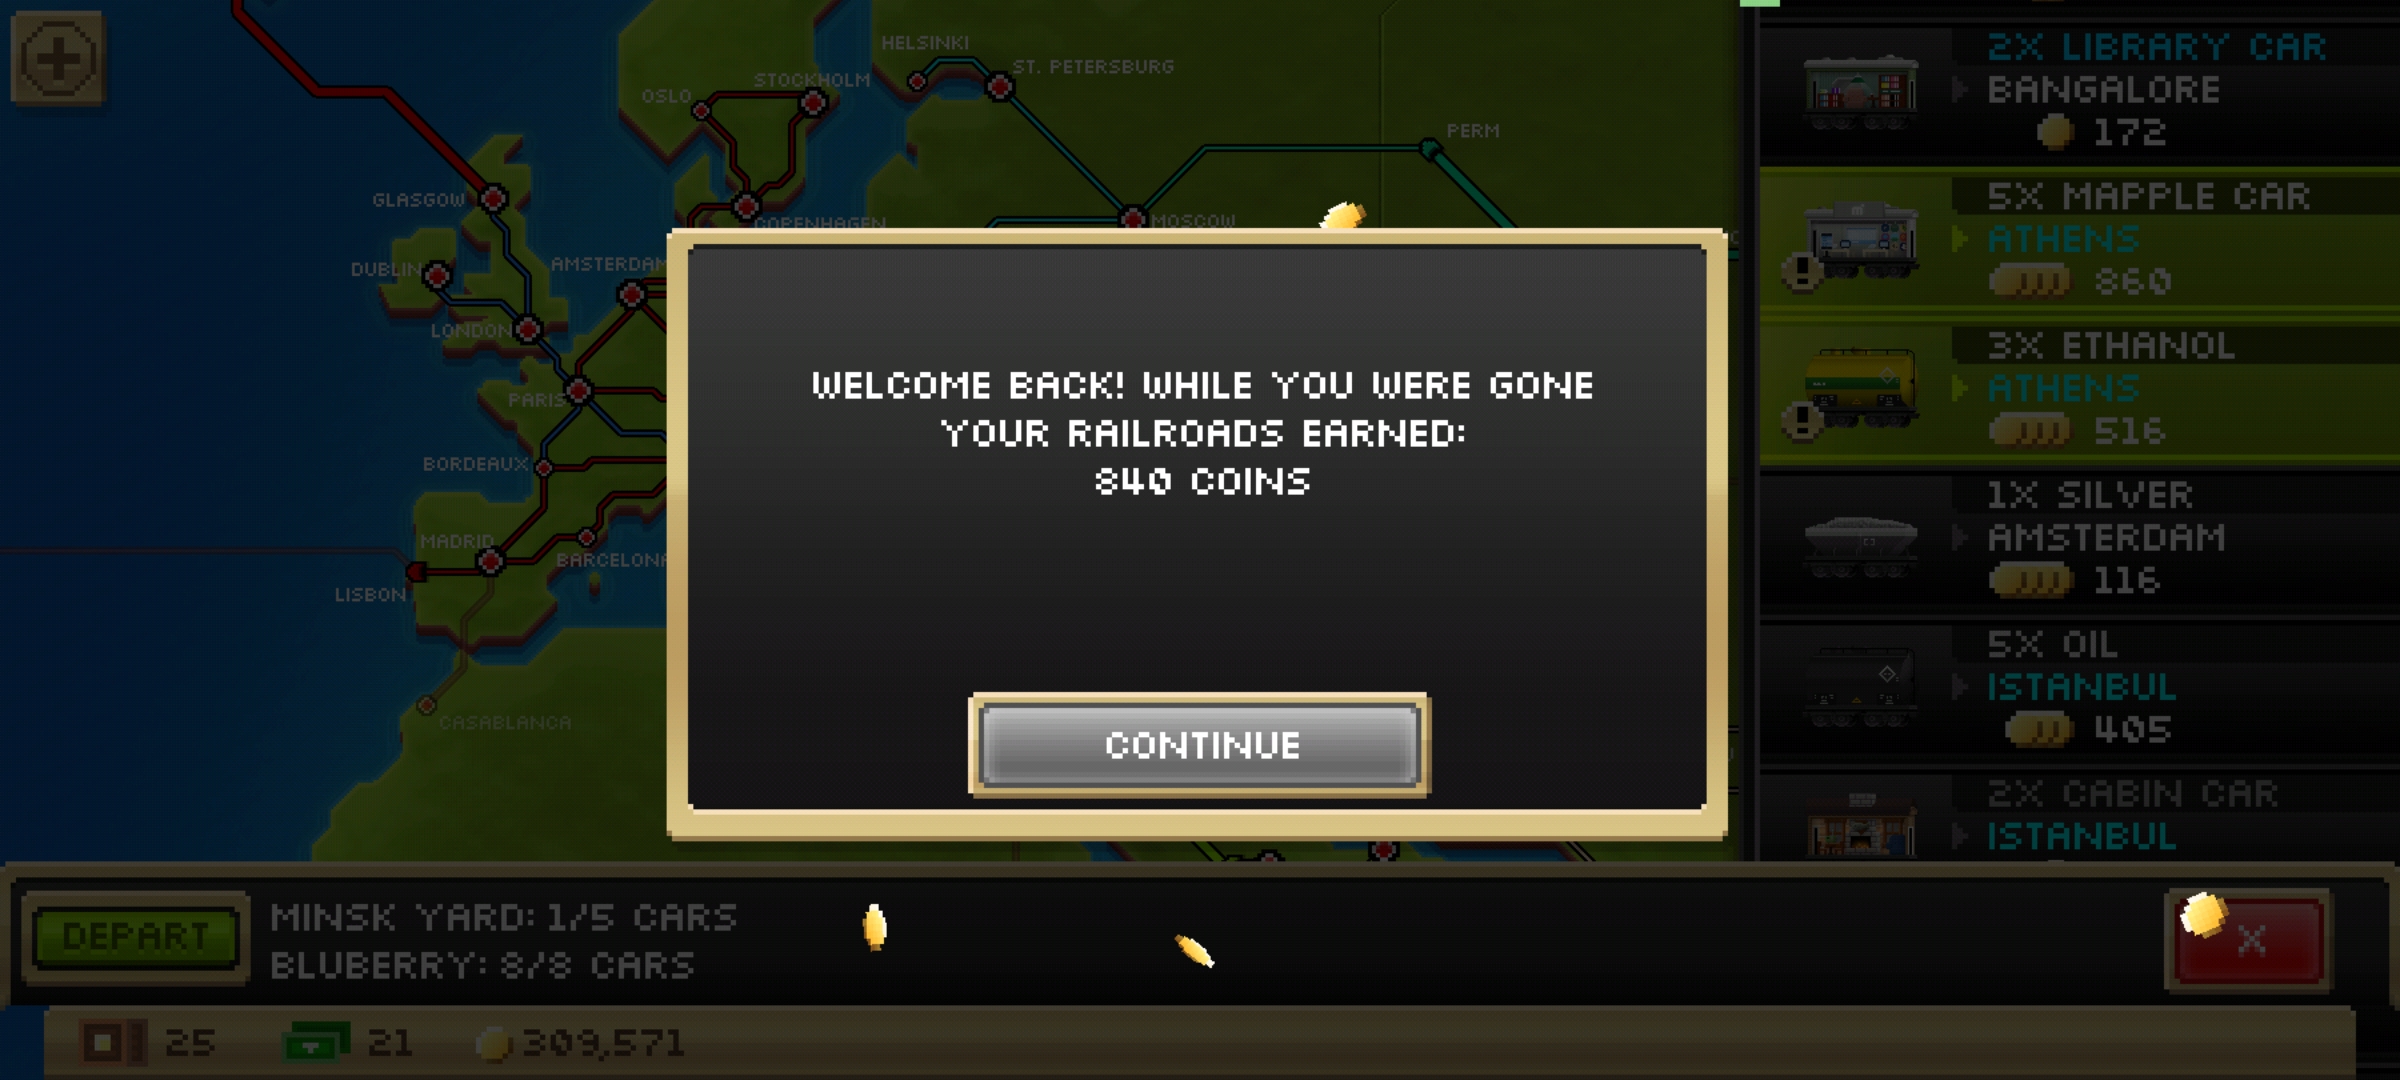 HELSINKI
ST. PETERSBURG
STOCKHOLM
OSLO
PERM
GLASGOW
COPENHAGEN
MOSCOW
DUBLIN
AMSTERDAM
LONDON
PARIS
BORDEAUX
MADRID
BARCELONA
LISBON
CASABLANCA
WELCOME BACK! WHILE YOU WERE GONE
YOUR RAILROADS EARNED:
840 COINS
CONTINUE
2X LIBRARY CAR
BANGALORE
172
5X MAPPLE CAR
ATHENS
860
3X ETHANOL
ATHENS
516
1X SILVER
AMSTERDAM
116
5X OIL
ISTANBUL
405
2X CABIN CAR
ISTANBUL
DEPART
MINSK YARD: 1/5 CARS
BLUBERRY: 8/8 CARS
X
25
21
309,571